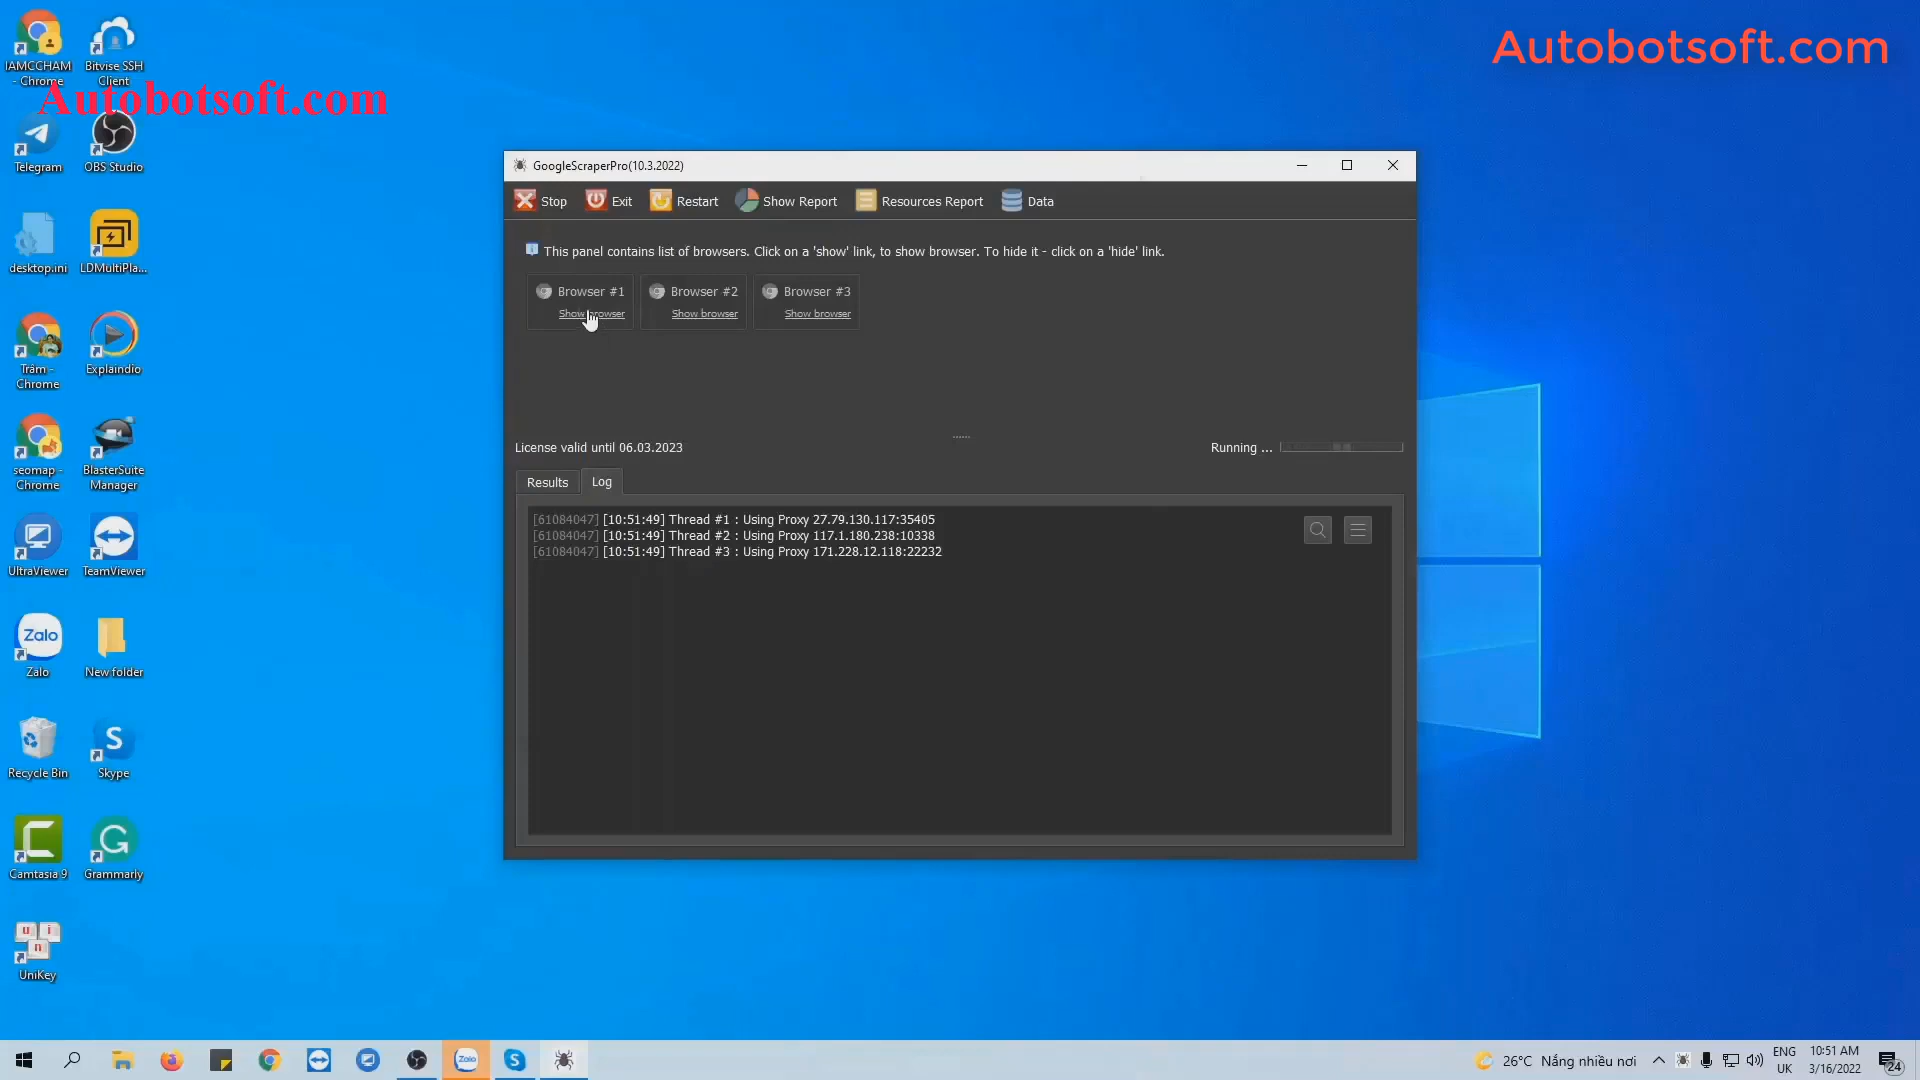 IAMCCHAM
- Chrome
Bitvise SSH
Client
Autobotsoft.com
Autobotsoft.com
Telegram
OBS Studio
desktop.ini
LDMultiPla...
Trâm -
Chrome
Explaindio
seomap -
Chrome
BlasterSuite
Manager
UltraViewer
TeamViewer
Zalo
Zalo
New folder
Recycle Bin
Skype
Camtasia 9
Grammarly
UniKey
GoogleScraperPro(10.3.2022)
Stop
Exit
Restart
Show Report
Resources Report
Data
This panel contains list of browsers. Click on a 'show' link, to show browser. To hide it - click on a 'hide' link.
Browser #1
Show browser
Browser #2
Show browser
Browser #3
Show browser
License valid until 06.03.2023
Running ...
Results
Log
[61084047] [10:51:49] Thread #1 : Using Proxy 27.79.130.117:35405
[61084047] [10:51:49] Thread #2 : Using Proxy 117.1.180.238:10338
[61084047] [10:51:49] Thread #3 : Using Proxy 171.228.12.118:22232
Zalo
26°C Nắng nhiều nơi
ENG
UK
10:51 AM
3/16/2022
24